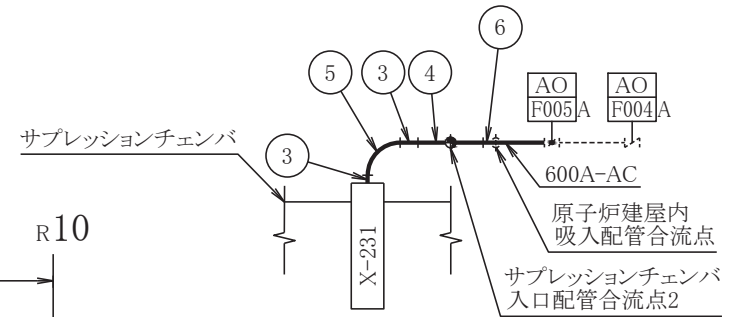 6
5
3
4
AO
F005
A
AO
F004
A
サプレッションチェンバ
3
600A-AC
原子炉建屋内
吸入配管合流点
R10
X-231
サプレッションチェンバ
入口配管合流点2